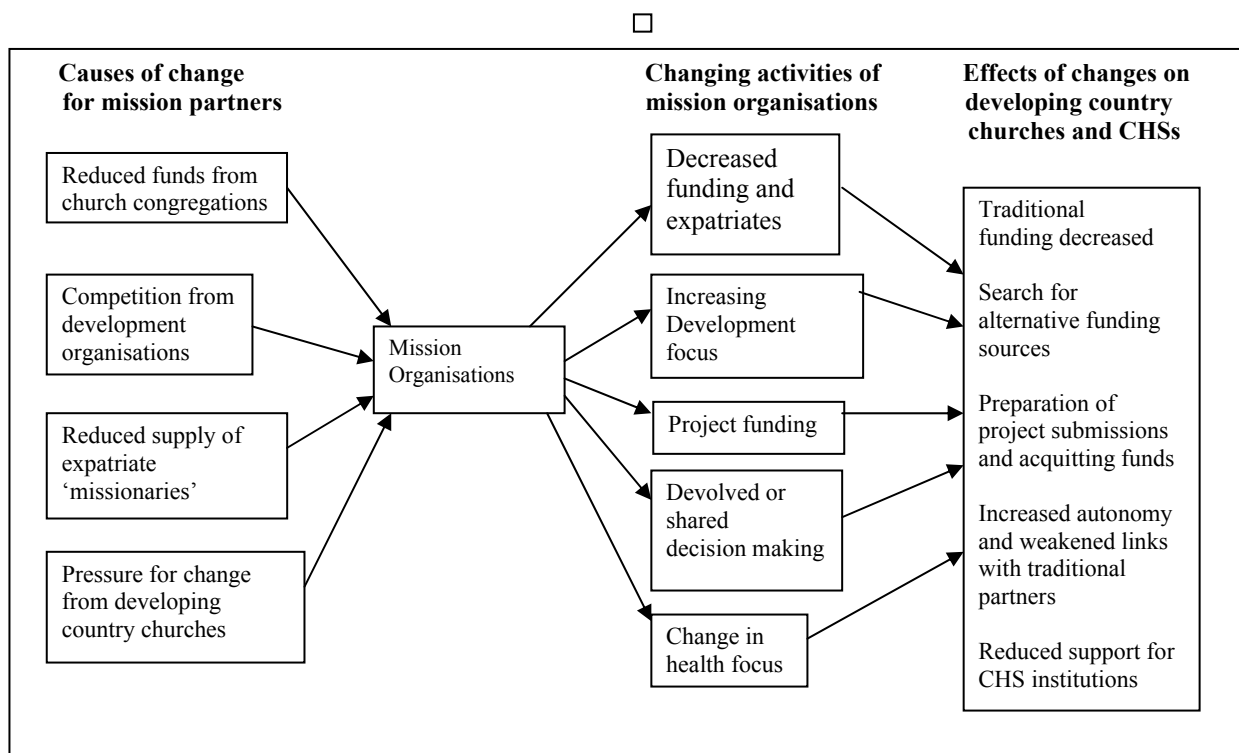 Causes of change
for mission partners
Reduced funds from
church congregations
Competition from
development
organisations
Reduced supply of
expatriate
‘missionaries’
Pressure for change
from developing
country churches
Mission
Organisations
Changing activities of
mission organisations
Decreased
funding and
expatriates
Increasing
Development
focus
Project funding
Devolved or
shared
decision making
Change in
health focus
Effects of changes on
developing country
churches and CHSs
Traditional
funding decreased
Search for
alternative funding
sources
Preparation of
project submissions
and acquitting funds
Increased autonomy
and weakened links
with traditional
partners
Reduced support for
CHS institutions